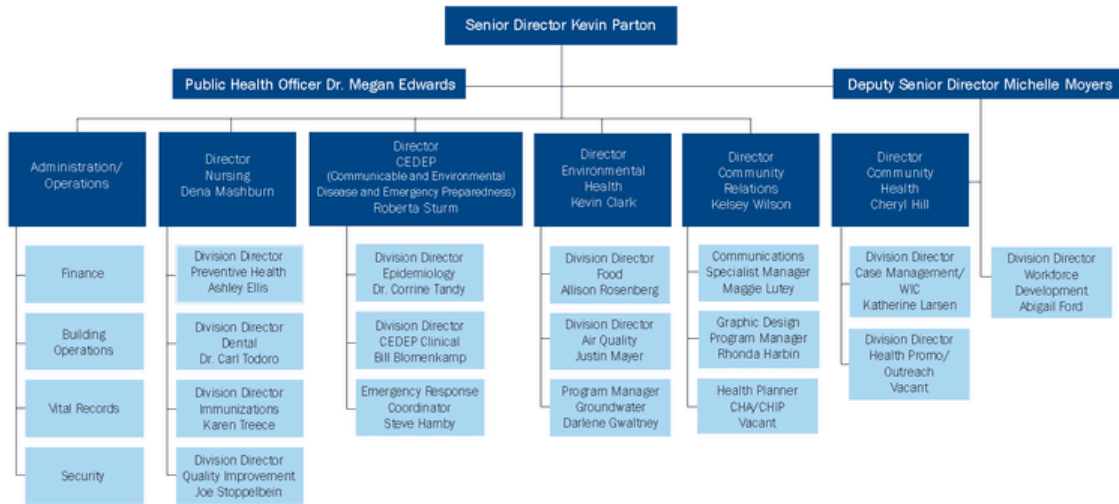 Senior Director Kevin Parton
Public Health Officer Dr. Megan Edwards
Deputy Senior Director Michelle Moyers
Administration/
Operations
Director
Nursing
Dena Mashburn
Director
CEDEP
(Communicable and Environmental
Disease and Emergency Preparedness)
Roberta Sturm
Director
Environmental
Health
Kevin Clark
Director
Community
Relations
Kelsey Wilson
Director
Community
Health
Cheryl Hill
Finance
Building
Operations
Vital Records
Security
Division Director
Preventive Health
Ashley Ellis
Division Director
Dental
Dr. Carl Todoro
Division Director
Immunizations
Karen Treece
Division Director
Quality Improvement
Joe Stoppelbein
Division Director
Epidemiology
Dr. Corrine Tandy
Division Director
CEDEP Clinical
Bill Blomenkamp
Emergency Response
Coordinator
Steve Hamby
Division Director
Food
Allison Rosenberg
Division Director
Air Quality
Justin Mayer
Program Manager
Groundwater
Darlene Gwaltney
Communications
Specialist Manager
Maggie Lutey
Graphic Design
Program Manager
Rhonda Harbin
Health Planner
CHA/CHIP
Vacant
Division Director
Case Management/
WIC
Katherine Larsen
Division Director
Health Promo/
Outreach
Vacant
Division Director
Workforce
Development
Abigail Ford